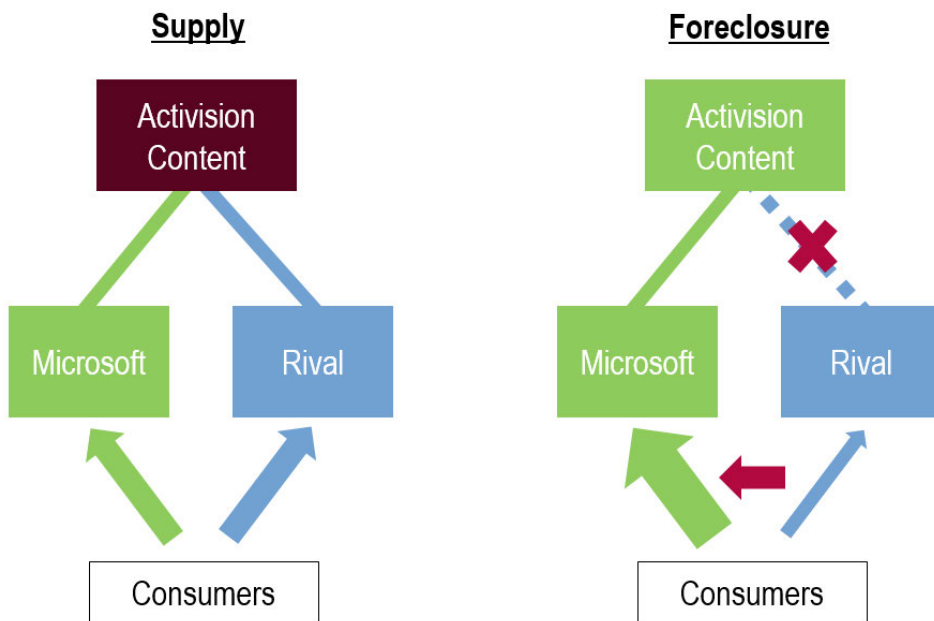 Supply
Activision
Content
Microsoft
Rival
Consumers
Foreclosure
Activision
Content
Microsoft
Rival
Consumers